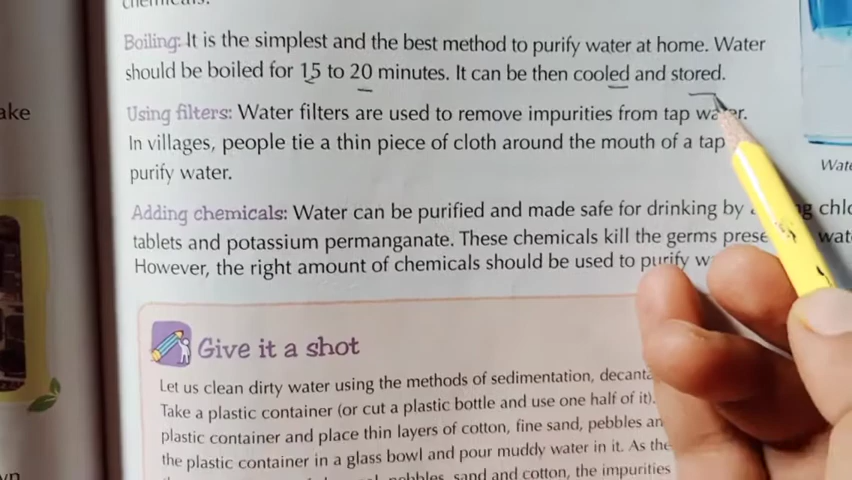 chemicals.
Boiling: It is the simplest and the best method to purify water at home. Water
should be boiled for 15 to 20 minutes. It can be then cooled and stored.
Using filters: Water filters are used to remove impurities from tap water.
In villages, people tie a thin piece of cloth around the mouth of a tap
purify water.
Adding chemicals: Water can be purified and made safe for drinking by
tablets and potassium permanganate. These chemicals kill the germs
However, the right amount of chemicals should be used to purify
Give it a shot
Let us clean dirty water using the methods of sedimentation,
Take a plastic container (or cut a plastic bottle and use one half of it).
plastic container and place thin layers of cotton, fine sand, pebbles
the plastic container in a glass bowl and pour muddy water in it. As the
pebbles, sand and cotton, the impurities